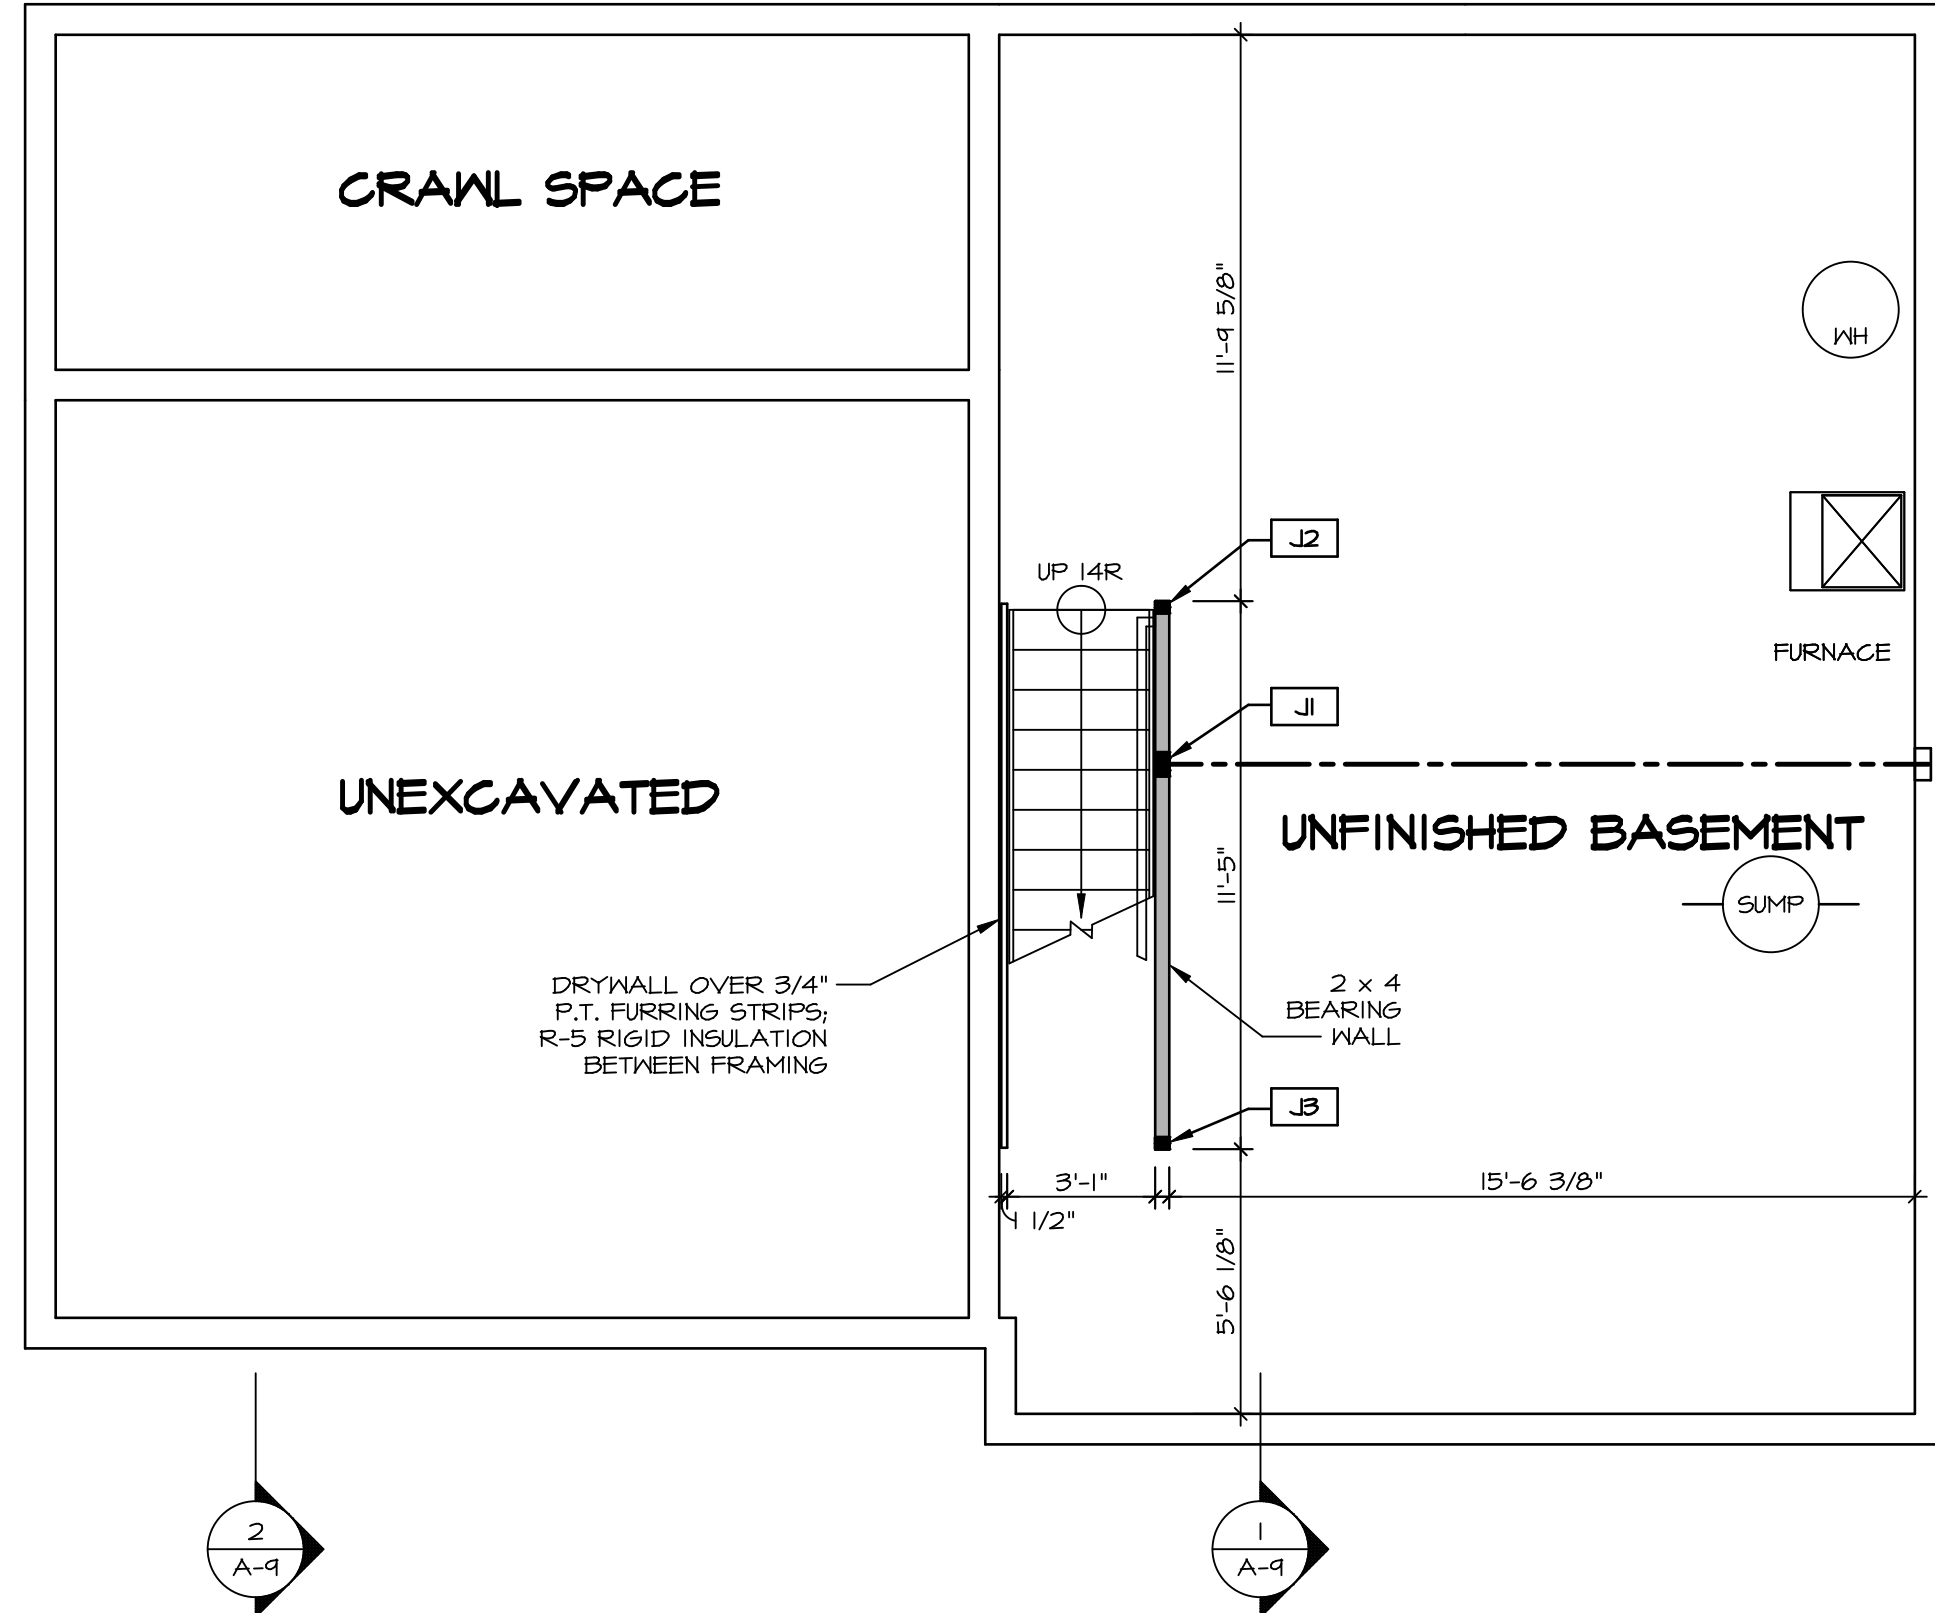 CRAWL SPACE
11'-9 5/8"
WH
J2
UP 14R
FURNACE
J1
UNEXCAVATED
UNFINISHED BASEMENT
11'-5"
SUMP
DRYWALL OVER 3/4"
P.T. FURRING STRIPS;
R-5 RIGID INSULATION
BETWEEN FRAMING
2 x 4
BEARING
WALL
J3
3'-1"
15'-6 3/8"
1 1/2"
5'-6 1/8"
2
A-9
1
A-9